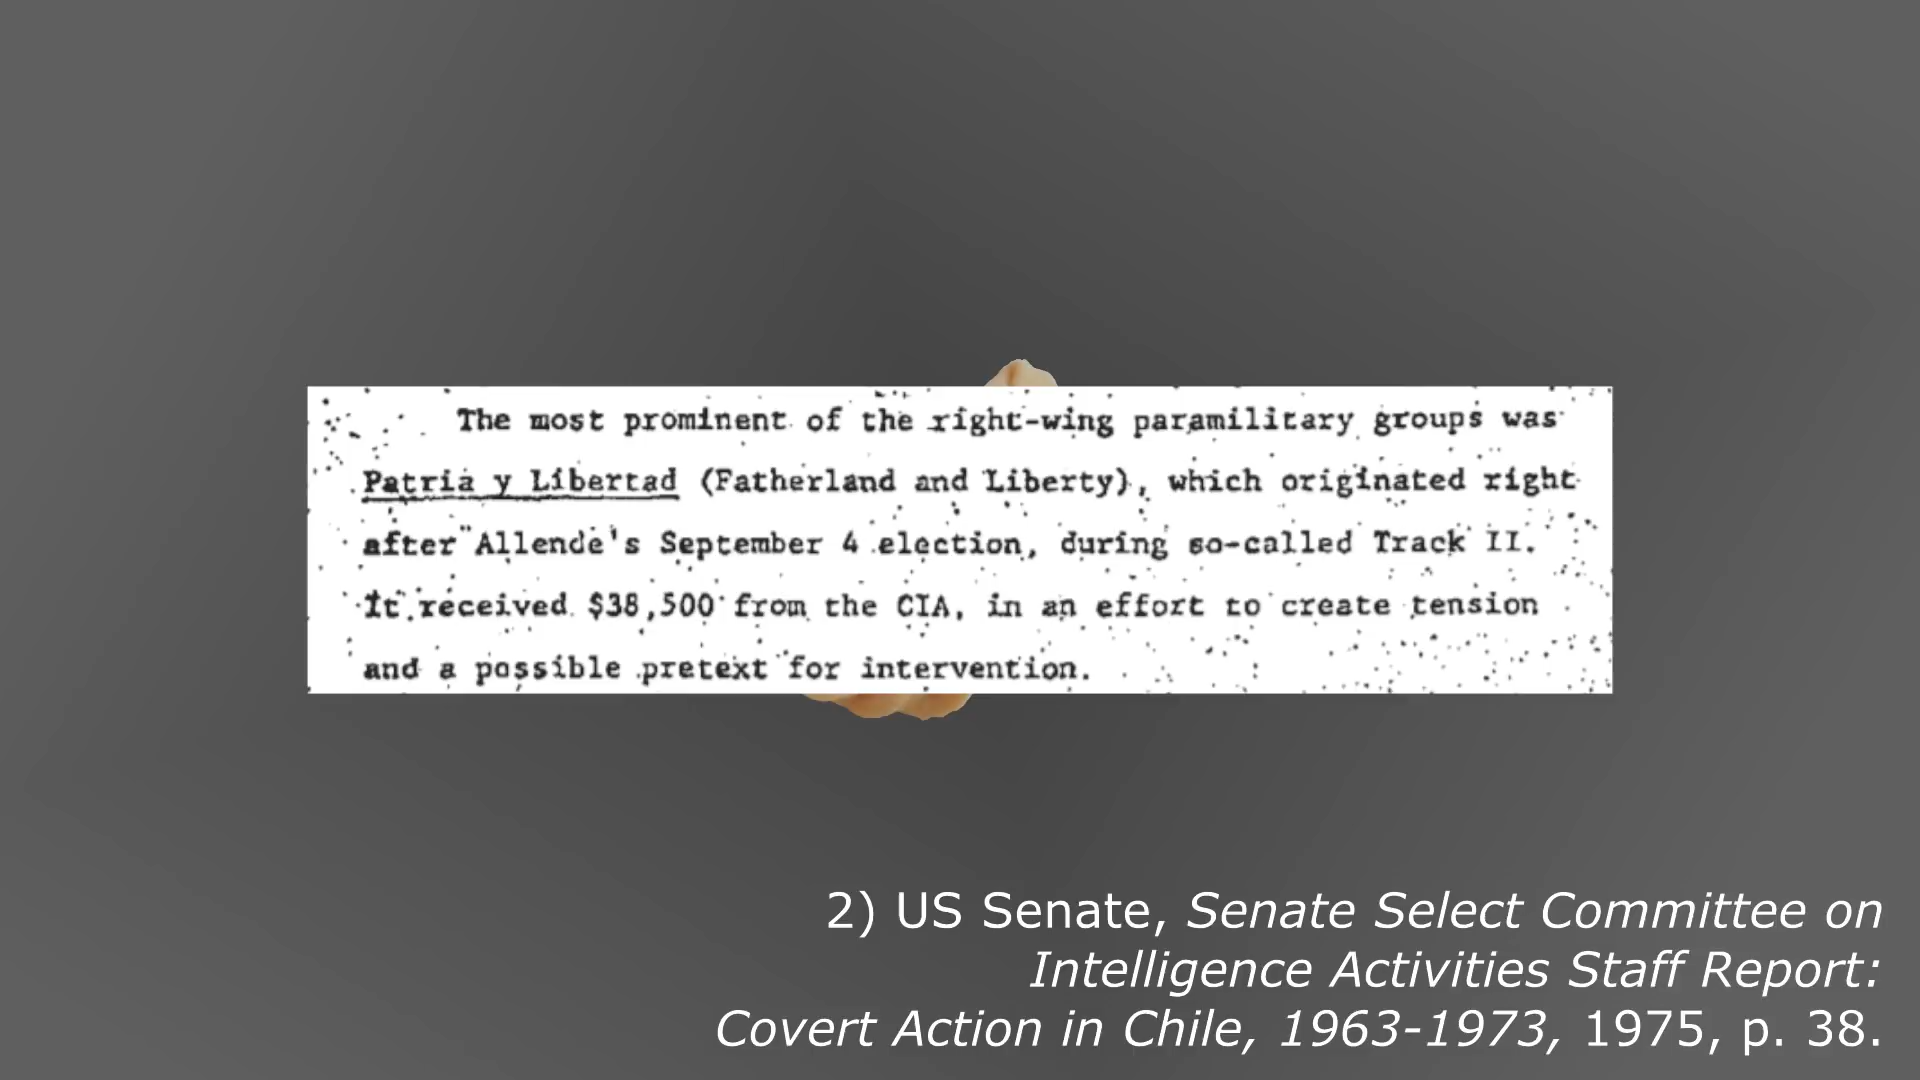 The most prominent of the right-wing paramilitary groups was
Patria y Libertad (Fatherland and Liberty), which originated right
after Allende's September 4 election, during so-called Track II.
It received $38,500 from the CIA, in an effort to create tension
and a possible pretext for intervention.
2) US Senate, Senate Select Committee on
Intelligence Activities Staff Report:
Covert Action in Chile, 1963-1973, 1975, p. 38.